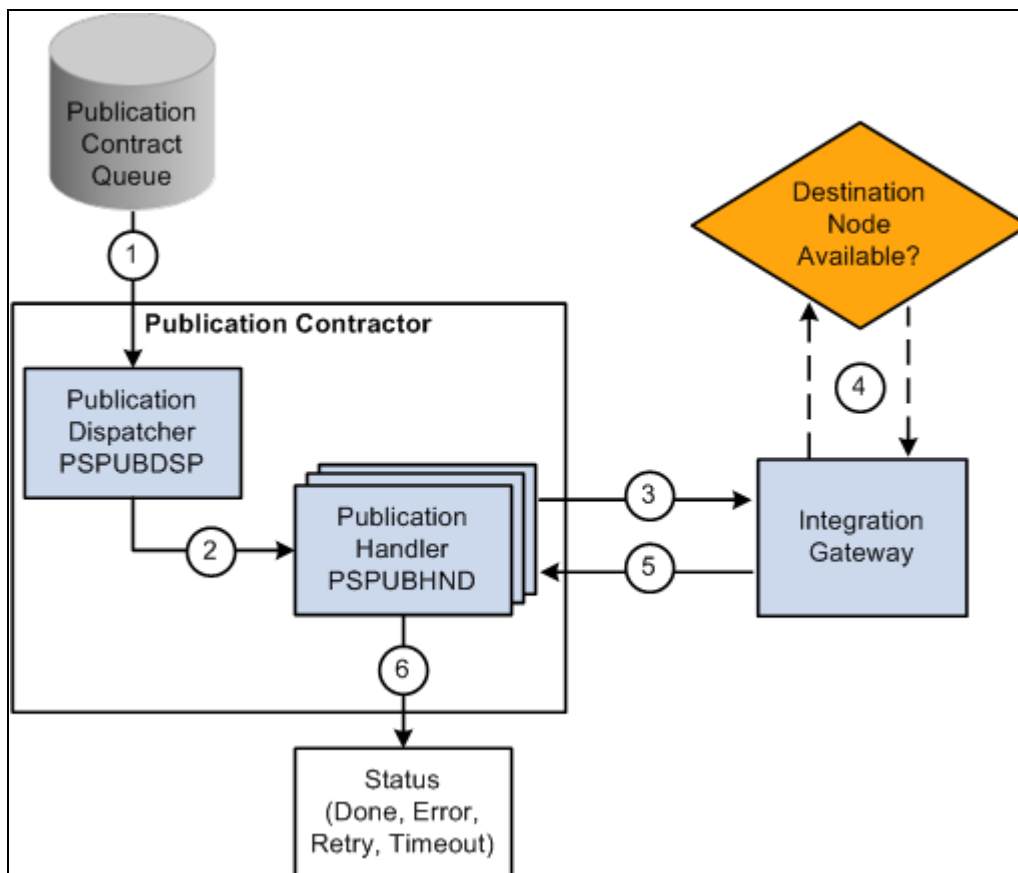 Publication
Contract
Queue
1
Destination
Node
Available?
Publication Contractor
4
Publication
Dispatcher
PSPUBDSP
2
Publication
Handler
PSPUBHND
3
5
Integration
Gateway
6
Status
(Done, Error,
Retry, Timeout)